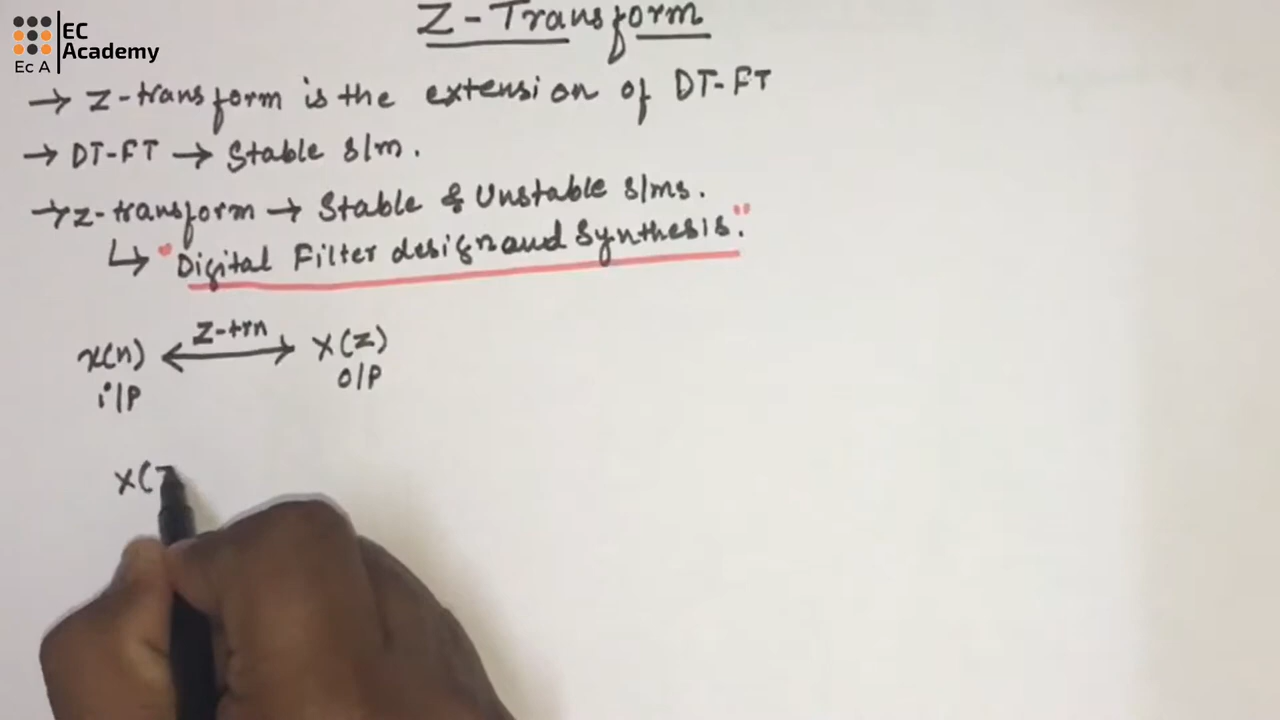 EC
Academy
Ec A
Z-Transform
→ Z-transform is the extension of DT-FT
→ DT-FT → Stable s/m.
→ z-transform → Stable & Unstable s/ms.
↳ "Digital Filter design and Synthesis."
x(n) ←Z-trn→ X(z)
i/P o/P
X(z